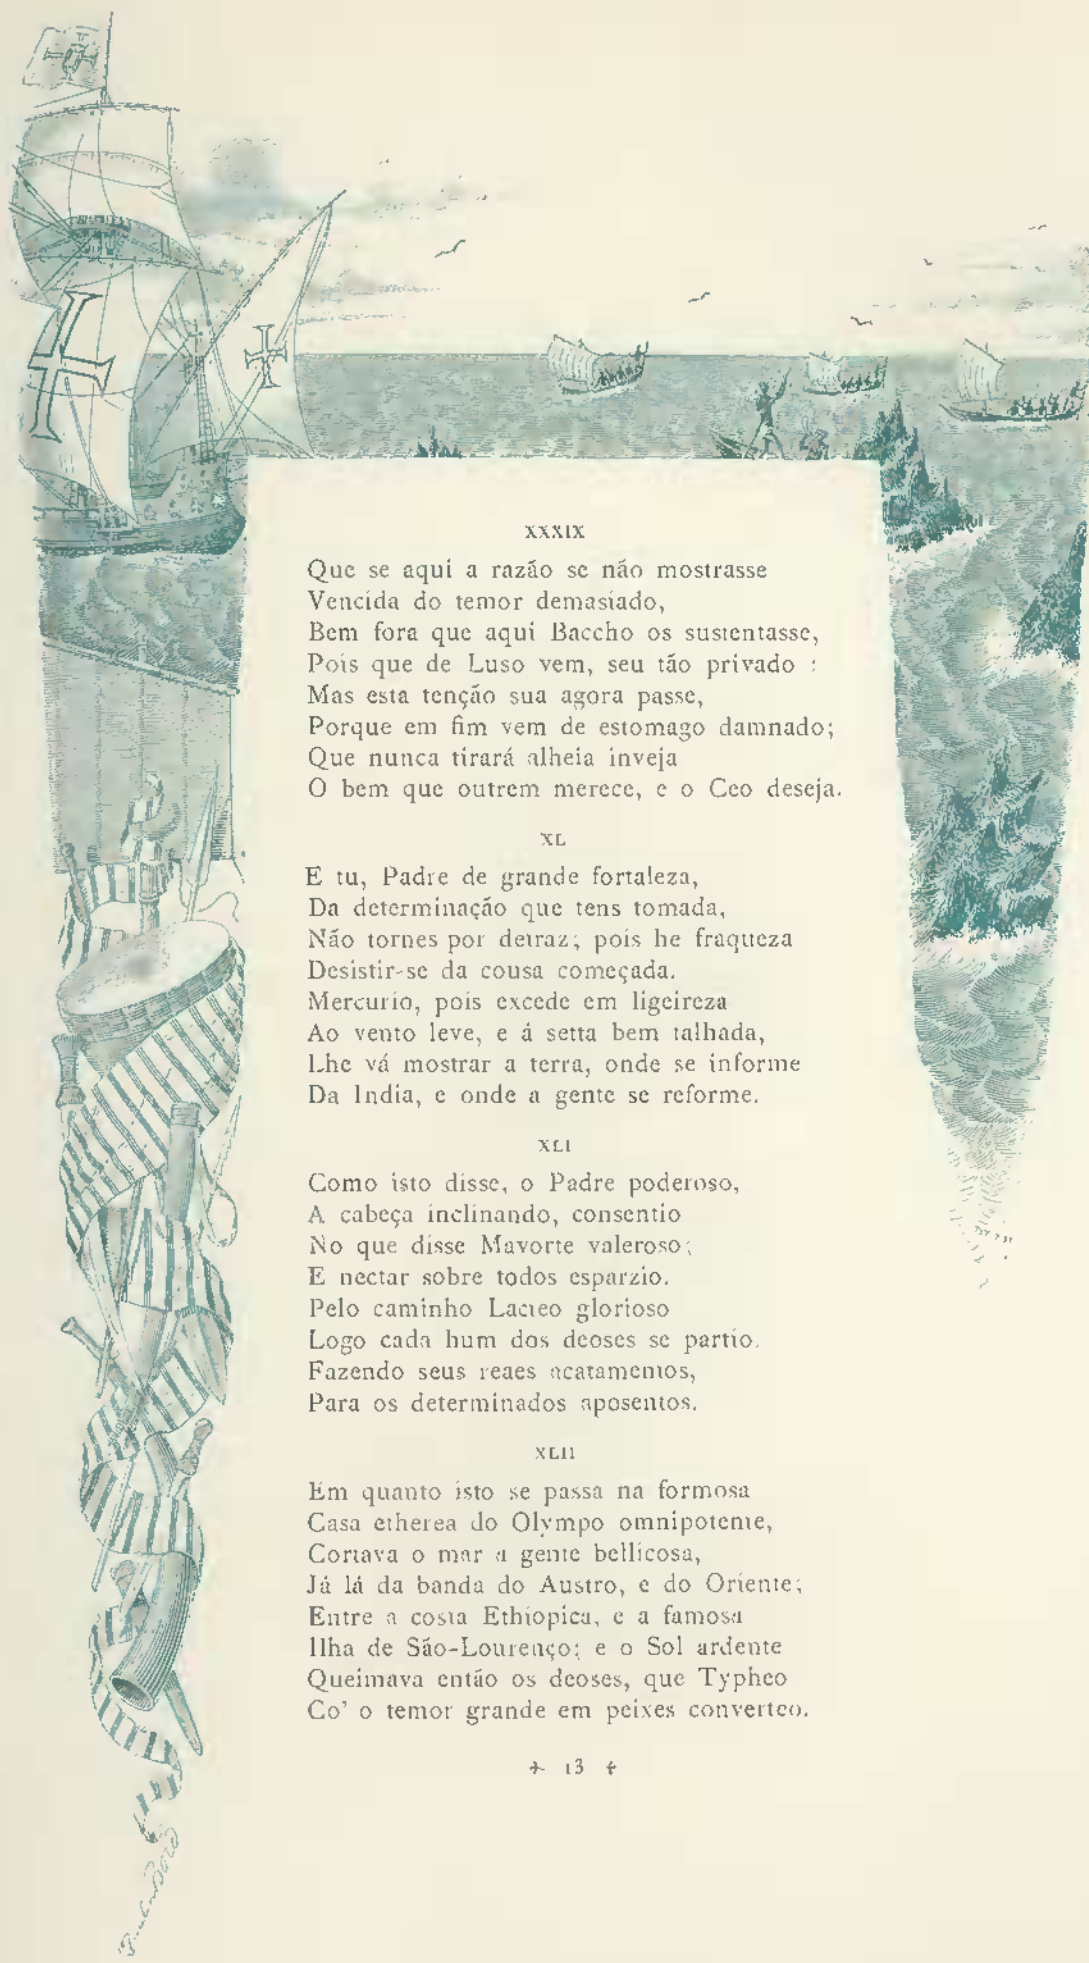 XXXIX
Que se aqui a razão se não mostrasse
Vencida do temor demasiado,
Bem fora que aqui Baccho os sustentasse,
Pois que de Luso vem, seu tão privado :
Mas esta tenção sua agora passe,
Porque em fim vem de estomago damnado;
Que nunca tirará alheia inveja
O bem que outrem merece, e o Ceo deseja.
XL
E tu, Padre de grande fortaleza,
Da determinação que tens tomada,
Não tornes por detraz; pois he fraqueza
Desistir-se da cousa começada.
Mercurio, pois excede em ligeireza
Ao vento leve, e á setta bem talhada,
Lhe vá mostrar a terra, onde se informe
Da India, e onde a gente se reforme.
XLI
Como isto disse, o Padre poderoso,
A cabeça inclinando, consentio
No que disse Mavorte valeroso;
E nectar sobre todos esparzio.
Pelo caminho Lacteo glorioso
Logo cada hum dos deoses se partio,
Fazendo seus reaes acatamentos,
Para os determinados aposentos.
XLII
Em quanto isto se passa na formosa
Casa etherea do Olympo omnipotente,
Cortava o mar a gente bellicosa,
Já lá da banda do Austro, e do Oriente;
Entre a costa Ethiopica, e a famosa
Ilha de São-Lourenço; e o Sol ardente
Queimava então os deoses, que Typheo
Co' o temor grande em peixes converteo.
13